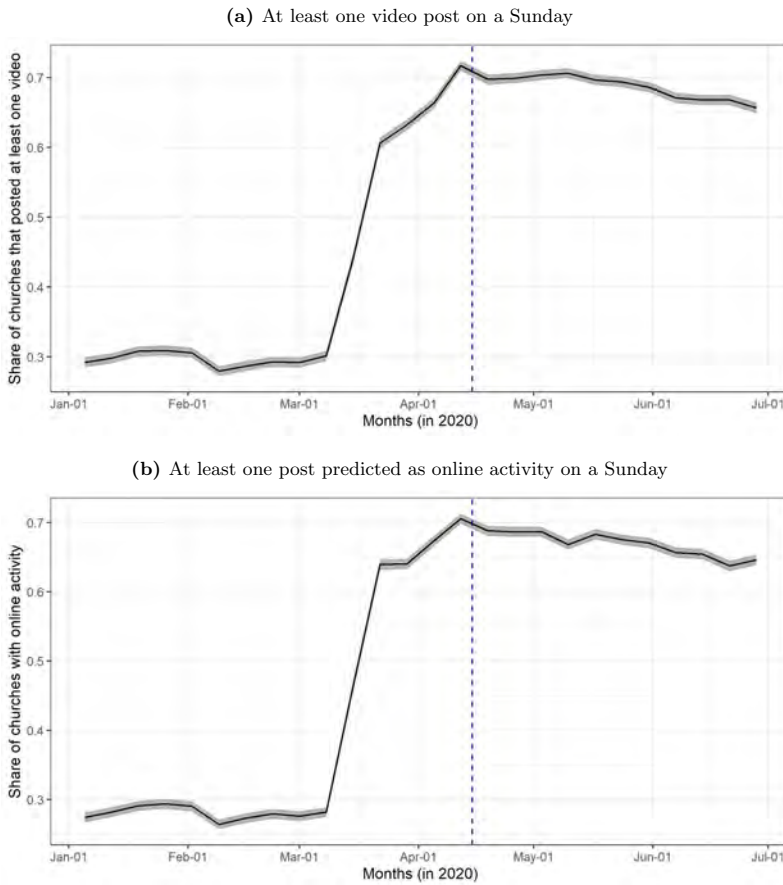 (a) At least one video post on a Sunday
Share of churches that posted at least one video
0.7
0.6
0.5
0.4
0.3
Jan-01 Feb-01 Mar-01 Apr-01 May-01 Jun-01 Jul-01
Months (in 2020)
(b) At least one post predicted as online activity on a Sunday
Share of churches with online activity
0.7
0.6
0.5
0.4
0.3
Jan-01 Feb-01 Mar-01 Apr-01 May-01 Jun-01 Jul-01
Months (in 2020)